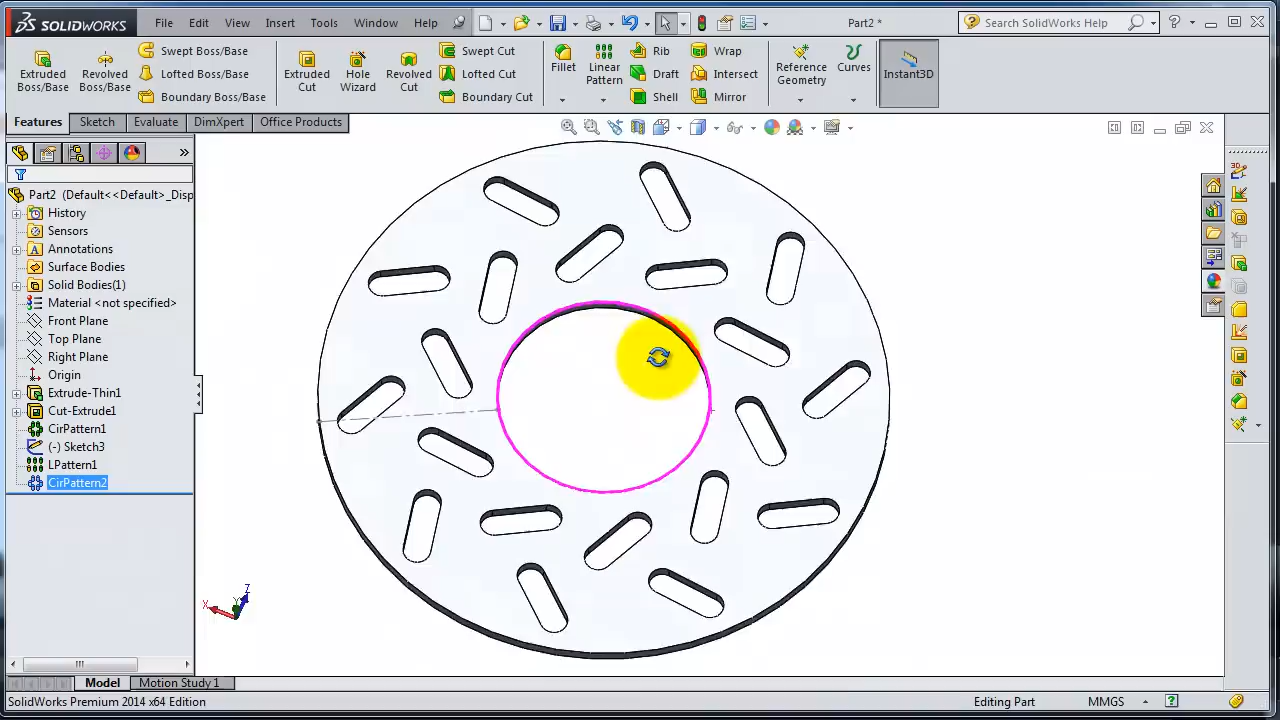 SOLIDWORKS File Edit View Insert Tools Window Help Part2 * Search SolidWorks Help
Extruded Boss/Base
Revolved Boss/Base
Swept Boss/Base
Lofted Boss/Base
Boundary Boss/Base
Extruded Cut
Hole Wizard
Revolved Cut
Swept Cut
Lofted Cut
Boundary Cut
Fillet
Linear Pattern
Rib
Draft
Shell
Wrap
Intersect
Mirror
Reference Geometry
Curves
Instant3D
Features Sketch Evaluate DimXpert Office Products
Part2 (Default<<Default>_Disp
History
Sensors
Annotations
Surface Bodies
Solid Bodies(1)
Material <not specified>
Front Plane
Top Plane
Right Plane
Origin
Extrude-Thin1
Cut-Extrude1
CirPattern1
(-) Sketch3
LPattern1
CirPattern2
X Y Z
Model Motion Study 1
SolidWorks Premium 2014 x64 Edition Editing Part MMGS